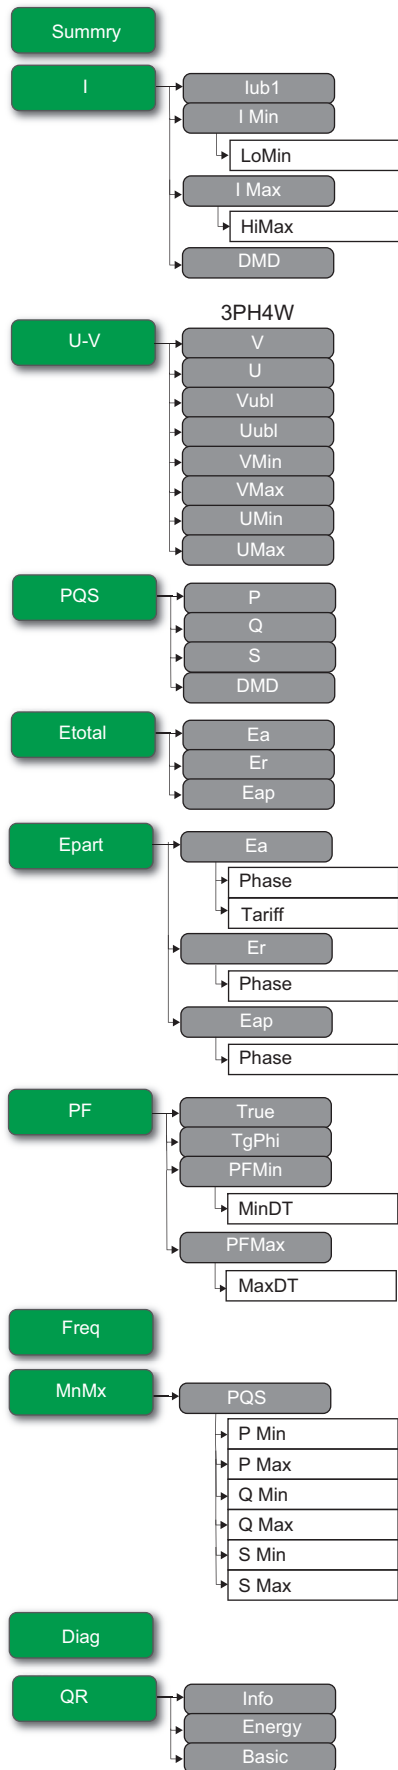 Summry
I
Iub1
I Min
LoMin
I Max
HiMax
DMD
3PH4W
U-V
V
U
Vubl
Uubl
VMin
VMax
UMin
UMax
PQS
P
Q
S
DMD
Etotal
Ea
Er
Eap
Epart
Ea
Phase
Tariff
Er
Phase
Eap
Phase
PF
True
TgPhi
PFMin
MinDT
PFMax
MaxDT
Freq
MnMx
PQS
P Min
P Max
Q Min
Q Max
S Min
S Max
Diag
QR
Info
Energy
Basic